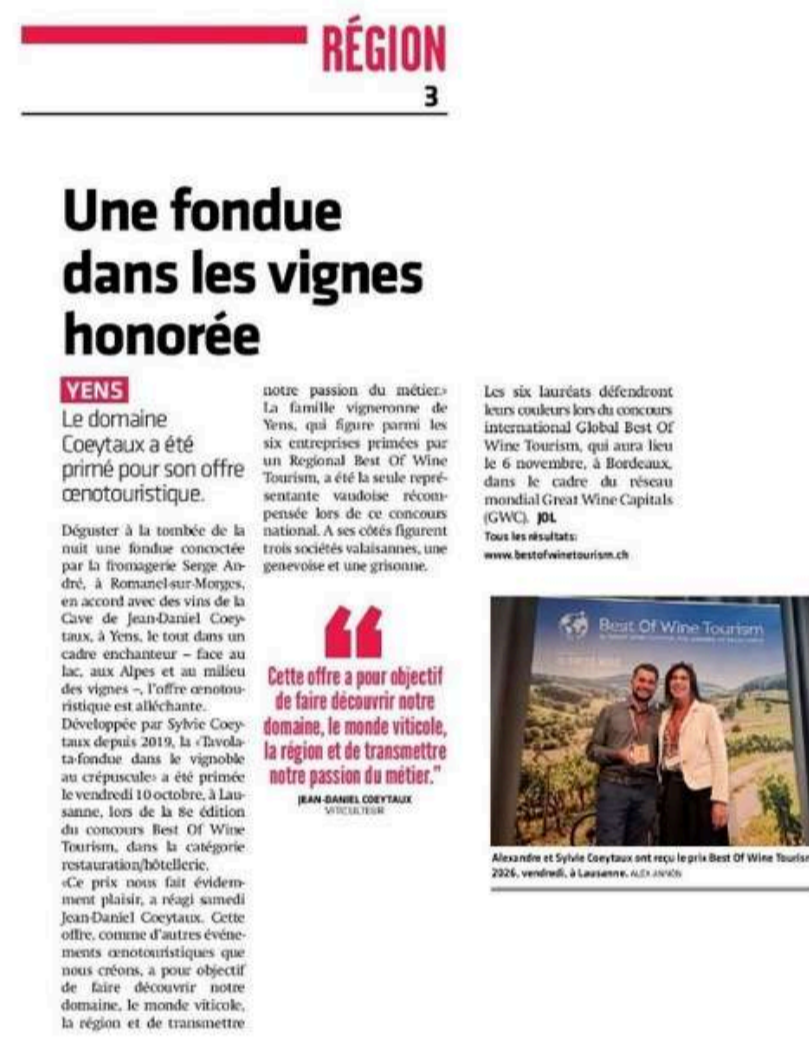 RÉGION
3
Une fondue
dans les vignes
honorée
YENS
Le domaine
Coeytaux a été
primé pour son offre
œnotouristique.
Déguster à la tombée de la
nuit une fondue concoctée
par la fromagerie Serge An-
dré, à Romanel-sur-Morges,
en accord avec des vins de la
Cave de Jean-Daniel Coey-
taux, à Yens, le tout dans un
cadre enchanteur – face au
lac, aux Alpes et au milieu
des vignes –, l'offre œnotou-
ristique est alléchante.
Développée par Sylvie Coey-
taux depuis 2019, la «Tavola-
ta-fondue dans le vignoble
au crépuscule» a été primée
le vendredi 10 octobre, à Lau-
sanne, lors de la 8e édition
du concours Best Of Wine
Tourism, dans la catégorie
restauration/hôtellerie.
«Ce prix nous fait évidem-
ment plaisir, a réagi samedi
Jean-Daniel Coeytaux. Cette
offre, comme d'autres événe-
ments œnotouristiques que
nous créons, a pour objectif
de faire découvrir notre
domaine, le monde viticole,
la région et de transmettre
notre passion du métier.»
La famille vigneronne de
Yens, qui figure parmi les
six entreprises primées par
un Regional Best Of Wine
Tourism, a été la seule repré-
sentante vaudoise récom-
pensée lors de ce concours
national. A ses côtés figurent
trois sociétés valaisannes, une
genevoise et une grisonne.
“
Cette offre a pour objectif
de faire découvrir notre
domaine, le monde viticole,
la région et de transmettre
notre passion du métier.”
JEAN-DANIEL COEYTAUX
VITICULTEUR
Les six lauréats défendront
leurs couleurs lors du concours
international Global Best Of
Wine Tourism, qui aura lieu
le 6 novembre, à Bordeaux,
dans le cadre du réseau
mondial Great Wine Capitals
(GWC). JOL
Tous les résultats:
www.bestofwinetourism.ch
Best Of Wine Tourism
Alexandre et Sylvie Coeytaux ont reçu le prix Best Of Wine Tourism
2026, vendredi, à Lausanne.